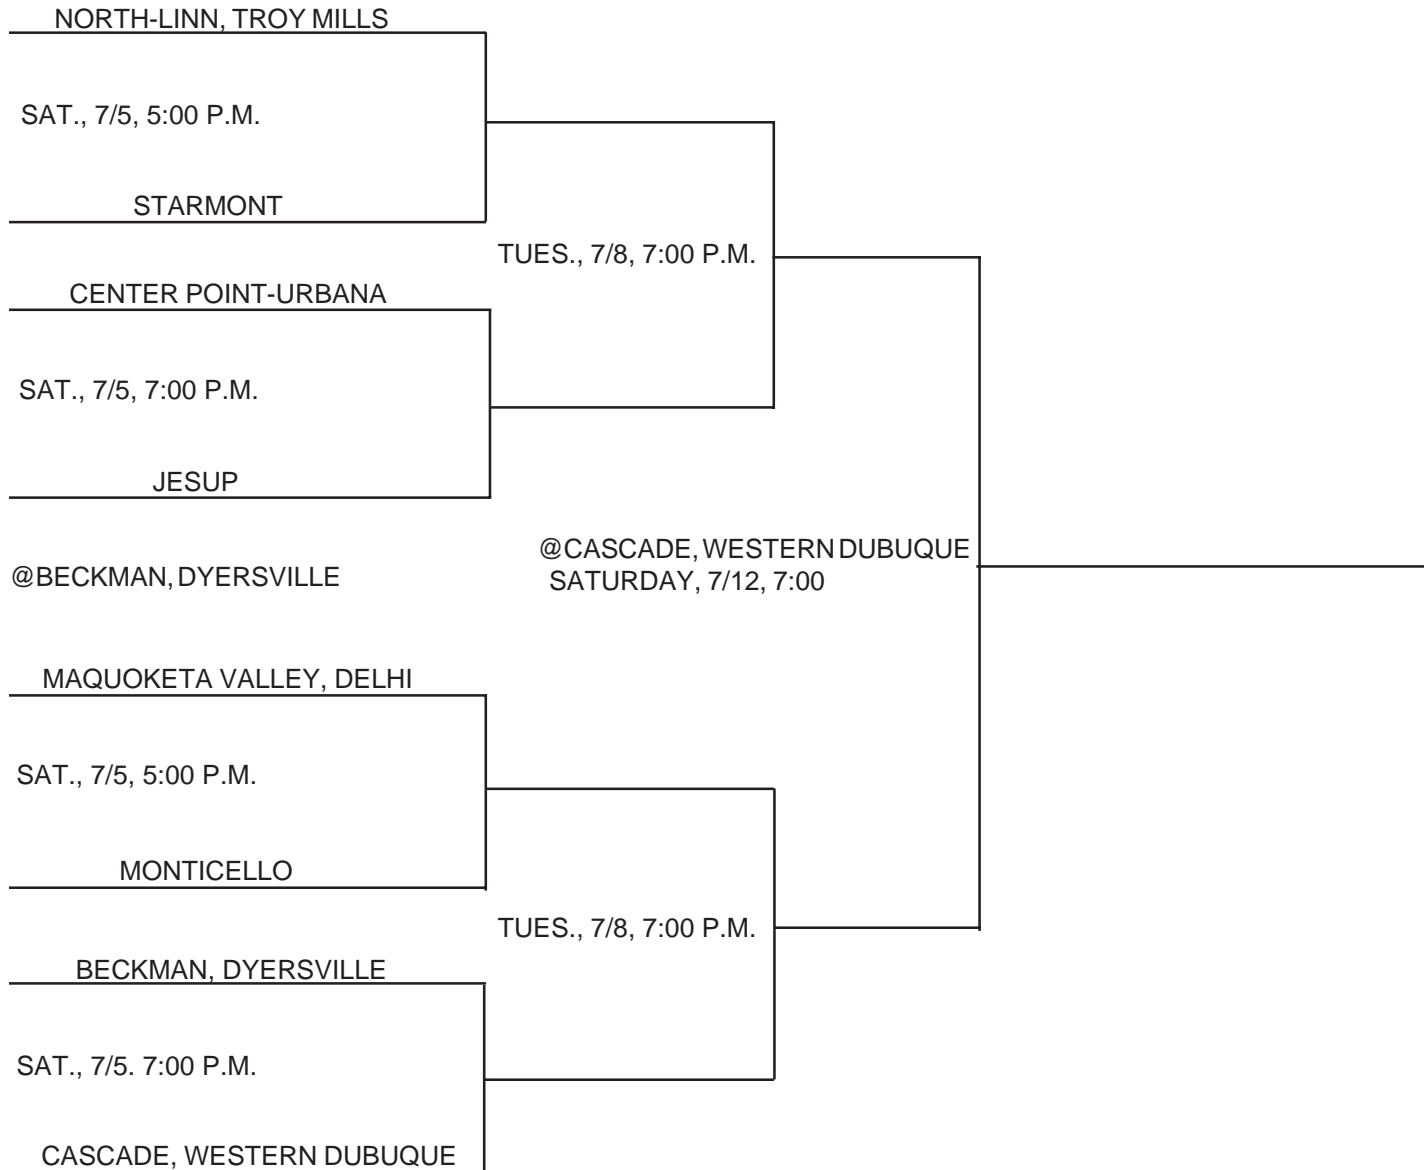 NORTH-LINN, TROY MILLS
SAT., 7/5, 5:00 P.M.
STARMONT
TUES., 7/8, 7:00 P.M.
CENTER POINT-URBANA
SAT., 7/5, 7:00 P.M.
JESUP
@CASCADE, WESTERN DUBUQUE
SATURDAY, 7/12, 7:00
@BECKMAN, DYERSVILLE
MAQUOKETA VALLEY, DELHI
SAT., 7/5, 5:00 P.M.
MONTICELLO
TUES., 7/8, 7:00 P.M.
BECKMAN, DYERSVILLE
SAT., 7/5. 7:00 P.M.
CASCADE, WESTERN DUBUQUE